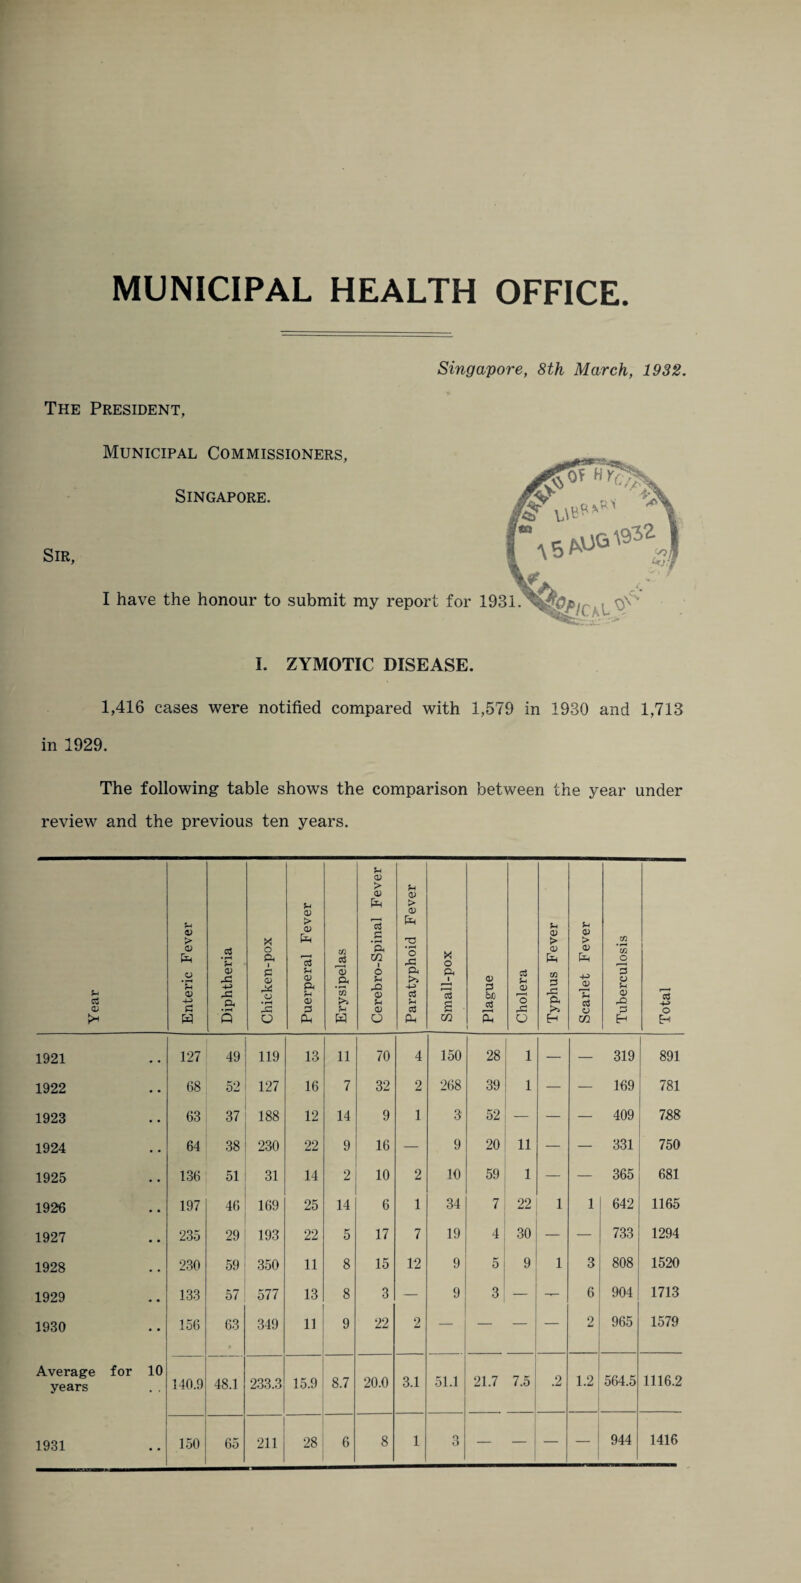 MUNICIPAL HEALTH OFFICE.
Singapore, 8th March, 1932.
THE PRESIDENT,
MUNICIPAL COMMISSIONERS,
SINGAPORE.
SIR,
OF HYG
LIBRARY
15 AUG 1932
I have the honour to submit my report for 1931.
I. ZYMOTIC DISEASE.
1,416 cases were notified compared with 1,579 in 1930 and 1,713
in 1929.
The following table shows the comparison between the year under
review and the previous ten years.
Year Enteric Fever Diphtheria Chicken-pox Puerperal Fever Erysipelas Cerebro-Spinal Fever Paratyphoid Fever Small-pox Plague Cholera Typhus Fever Scarlet Fever Tuberculosis Total
1921 .. 127 49 119 13 11 70 4 150 28 1 — — 319 891
1922 .. 68 52 127 16 7 32 2 268 39 1 — — 169 781
1923 .. 63 37 188 12 14 9 1 3 52 — — — 409 788
1924 .. 64 38 230 22 9 16 — 9 20 11 — — 331 750
1925 .. 136 51 31 14 2 10 2 10 59 1 — — 365 681
1926 .. 197 46 169 25 14 6 1 34 7 22 1 1 642 1165
1927 .. 235 29 193 22 5 17 7 19 4 30 — — 733 1294
1928 .. 230 59 350 11 8 15 12 9 5 9 1 3 808 1520
1929 .. 133 57 577 13 8 3 — 9 3 — — 6 904 1713
1930 .. 156 63 349 11 9 22 2 — — — — 2 965 1579
Average for 10
years .. 140.9 48.1 233.3 15.9 8.7 20.0 3.1 51.1 21.7 7.5 .2 1.2 564.5 1116.2
1931 .. 150 65 211 28 6 8 1 3 — — — — 944 1416